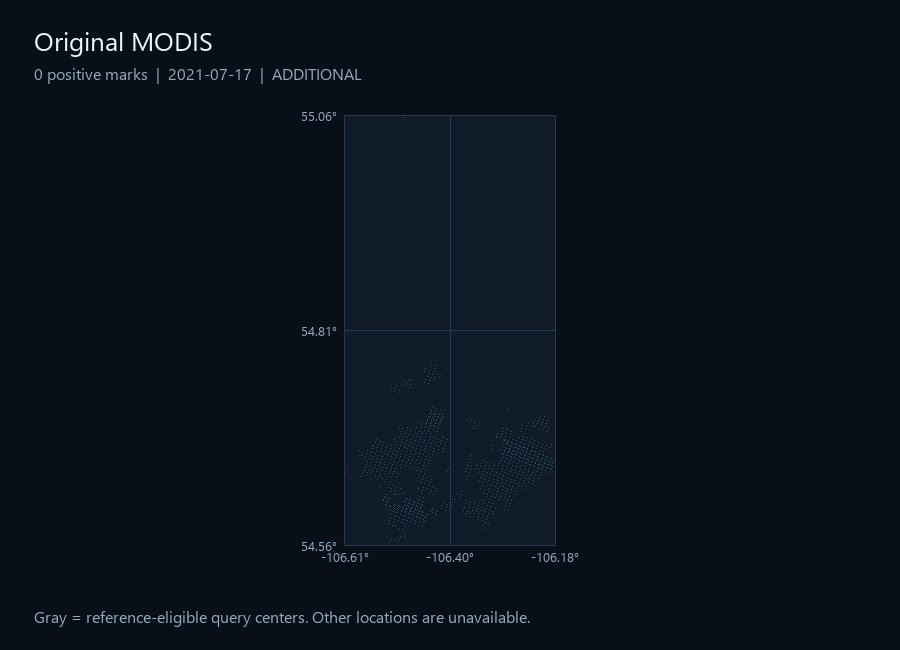 Original MODIS
0 positive marks | 2021-07-17 | ADDITIONAL
55.06°
54.81°
54.56°
-106.61° -106.40° -106.18°
Gray = reference-eligible query centers. Other locations are unavailable.